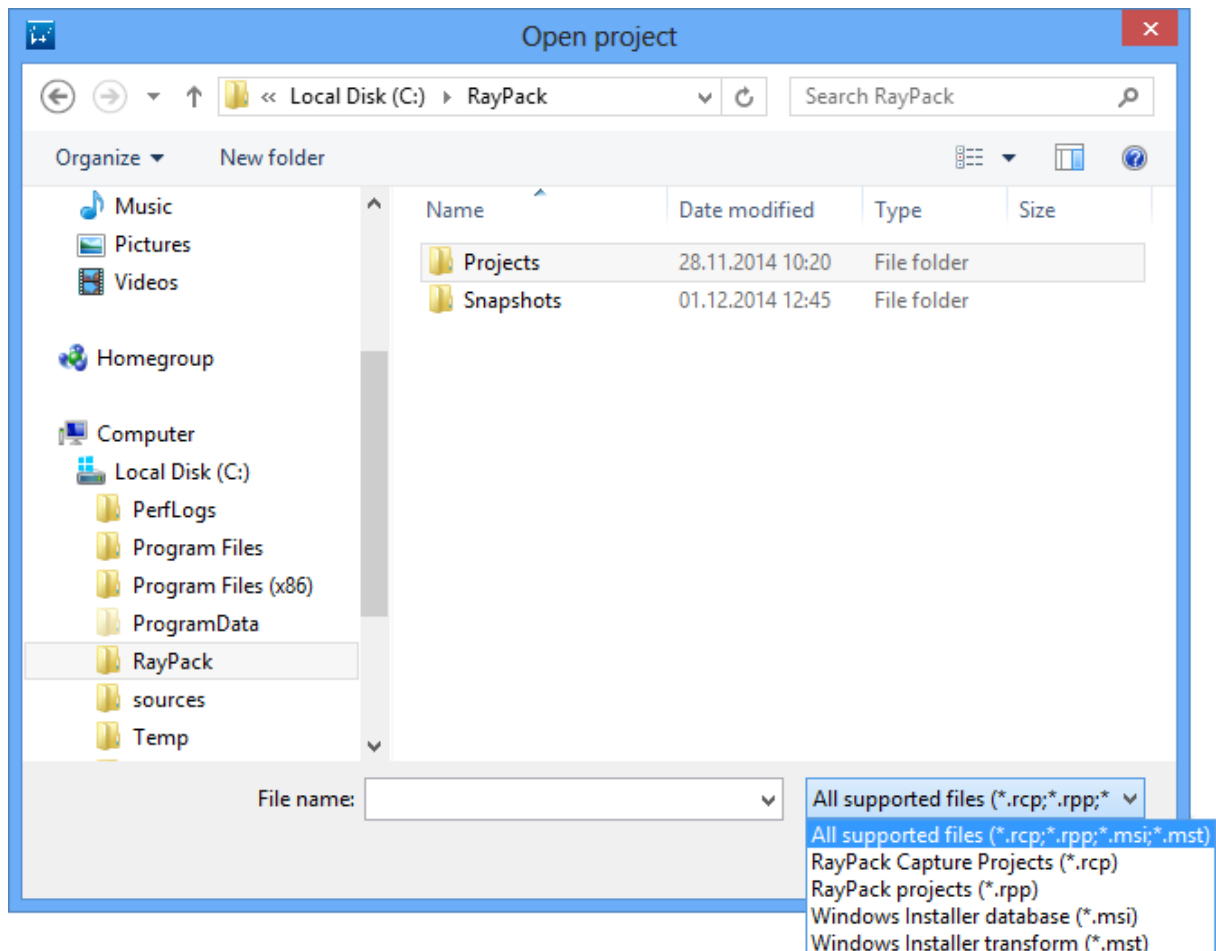 Open project
« Local Disk (C:) RayPack
Search RayPack
Organize
New folder
Music
Pictures
Videos
Homegroup
Computer
Local Disk (C:)
PerfLogs
Program Files
Program Files (x86)
ProgramData
RayPack
sources
Temp
Name Date modified Type Size
Projects 28.11.2014 10:20 File folder
Snapshots 01.12.2014 12:45 File folder
File name:
All supported files (*.rcp;*.rpp;*
All supported files (*.rcp;*.rpp;*.msi;*.mst)
RayPack Capture Projects (*.rcp)
RayPack projects (*.rpp)
Windows Installer database (*.msi)
Windows Installer transform (*.mst)